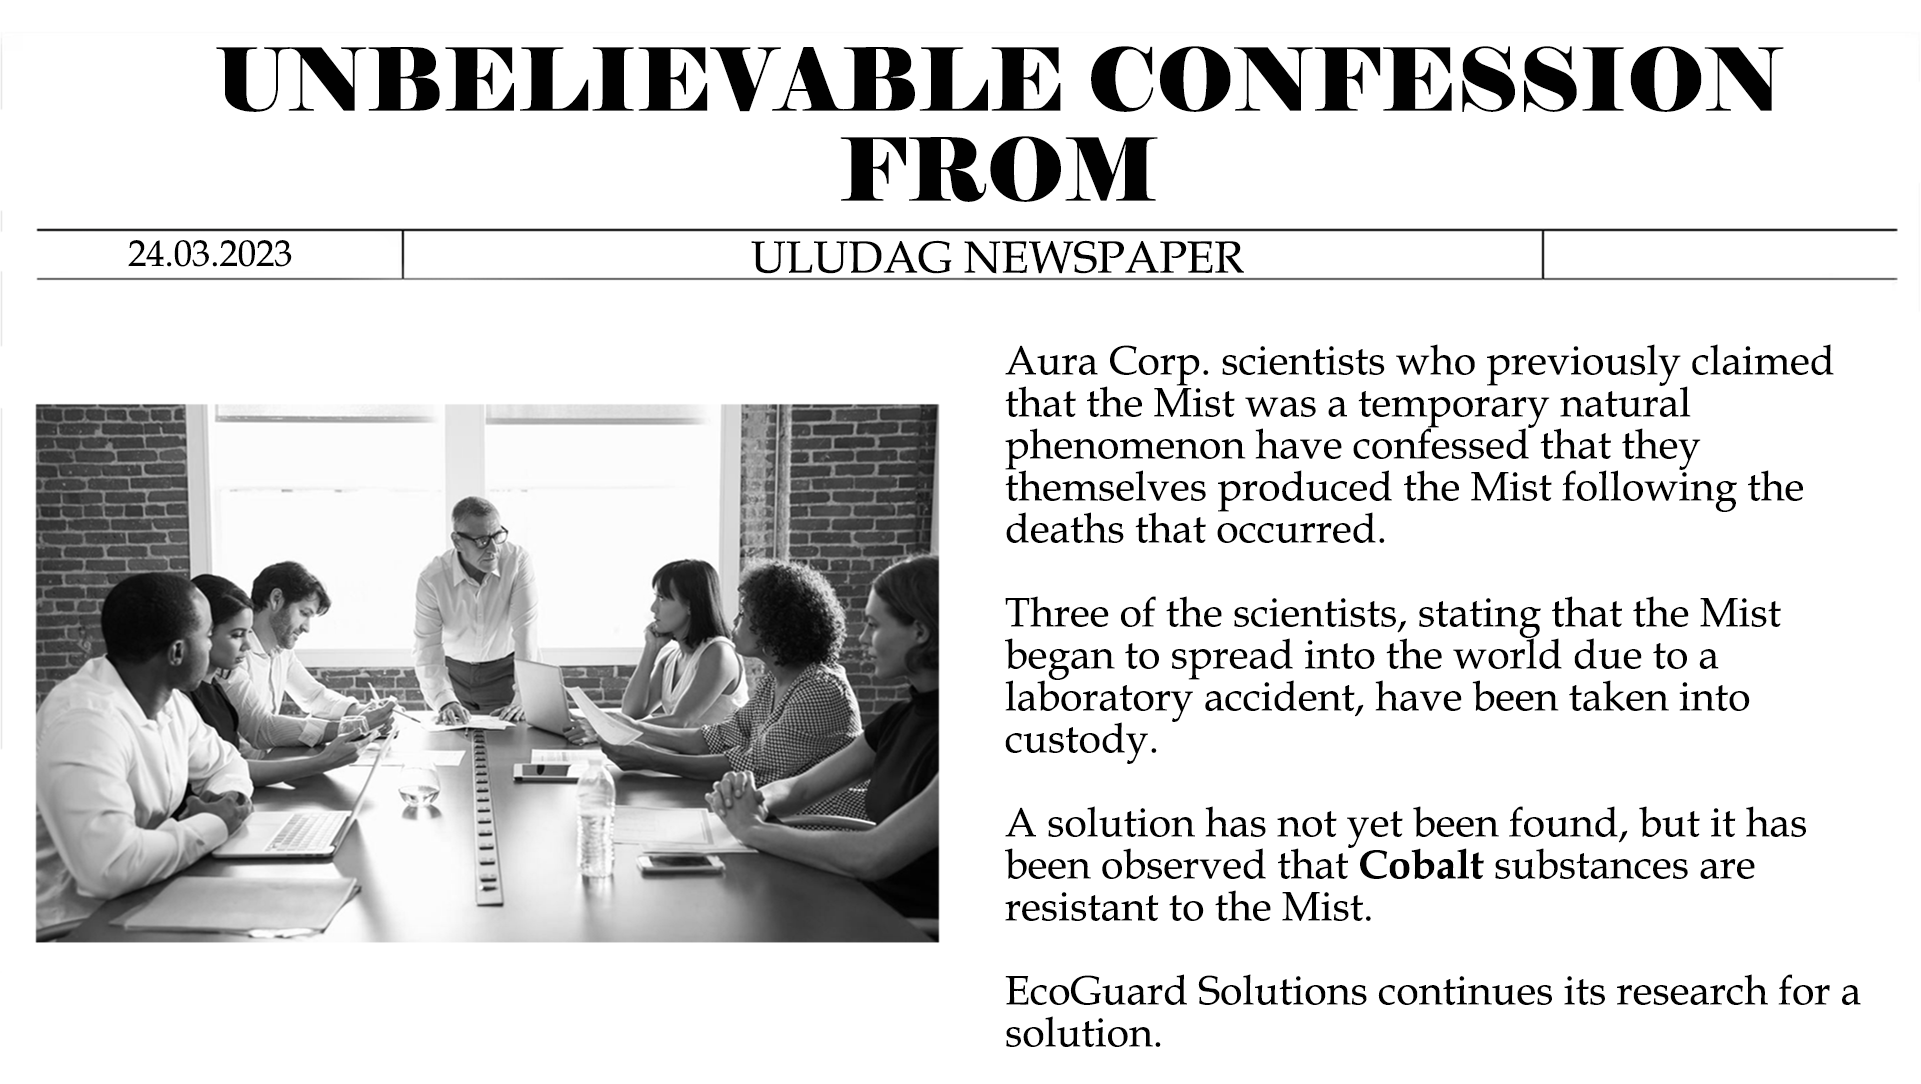 UNBELIEVABLE CONFESSION
FROM
24.03.2023
ULUDAG NEWSPAPER
Aura Corp. scientists who previously claimed
that the Mist was a temporary natural
phenomenon have confessed that they
themselves produced the Mist following the
deaths that occurred.
Three of the scientists, stating that the Mist
began to spread into the world due to a
laboratory accident, have been taken into
custody.
A solution has not yet been found, but it has
been observed that Cobalt substances are
resistant to the Mist.
EcoGuard Solutions continues its research for a
solution.